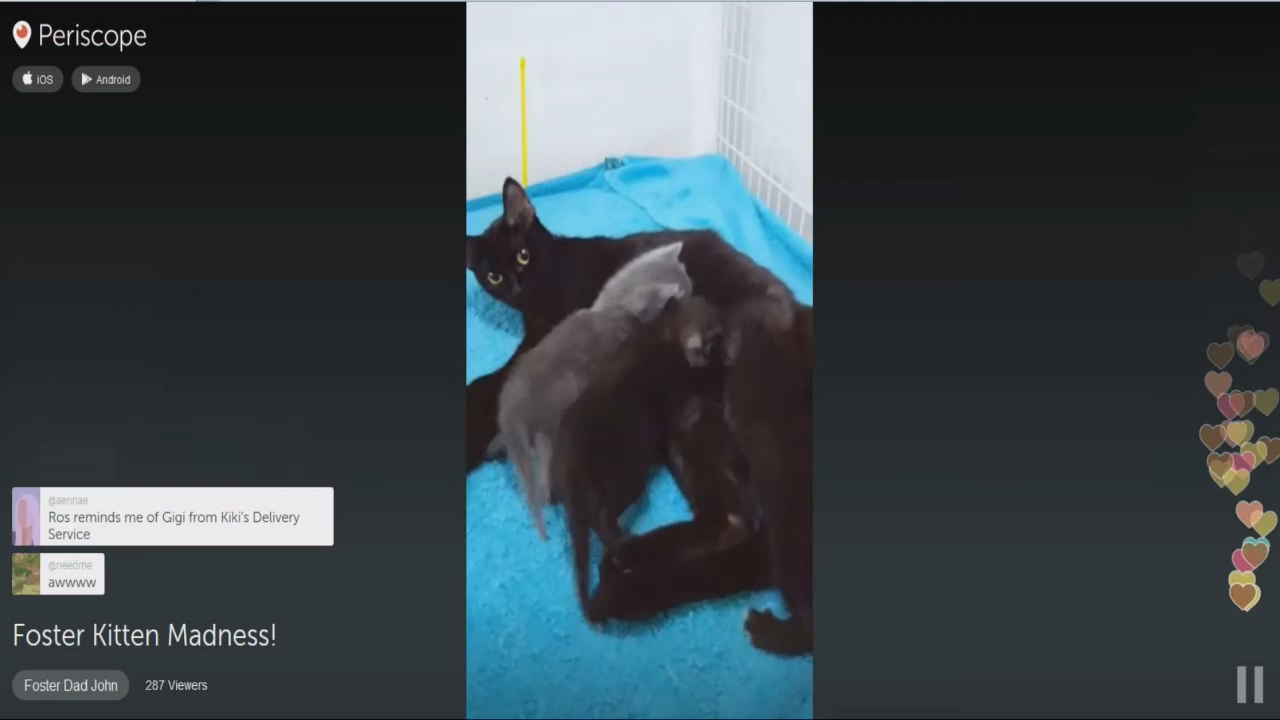 Periscope
iOS
Android
@aerinae
Ros reminds me of Gigi from Kiki's Delivery
Service
@needme
awwww
Foster Kitten Madness!
Foster Dad John
287 Viewers